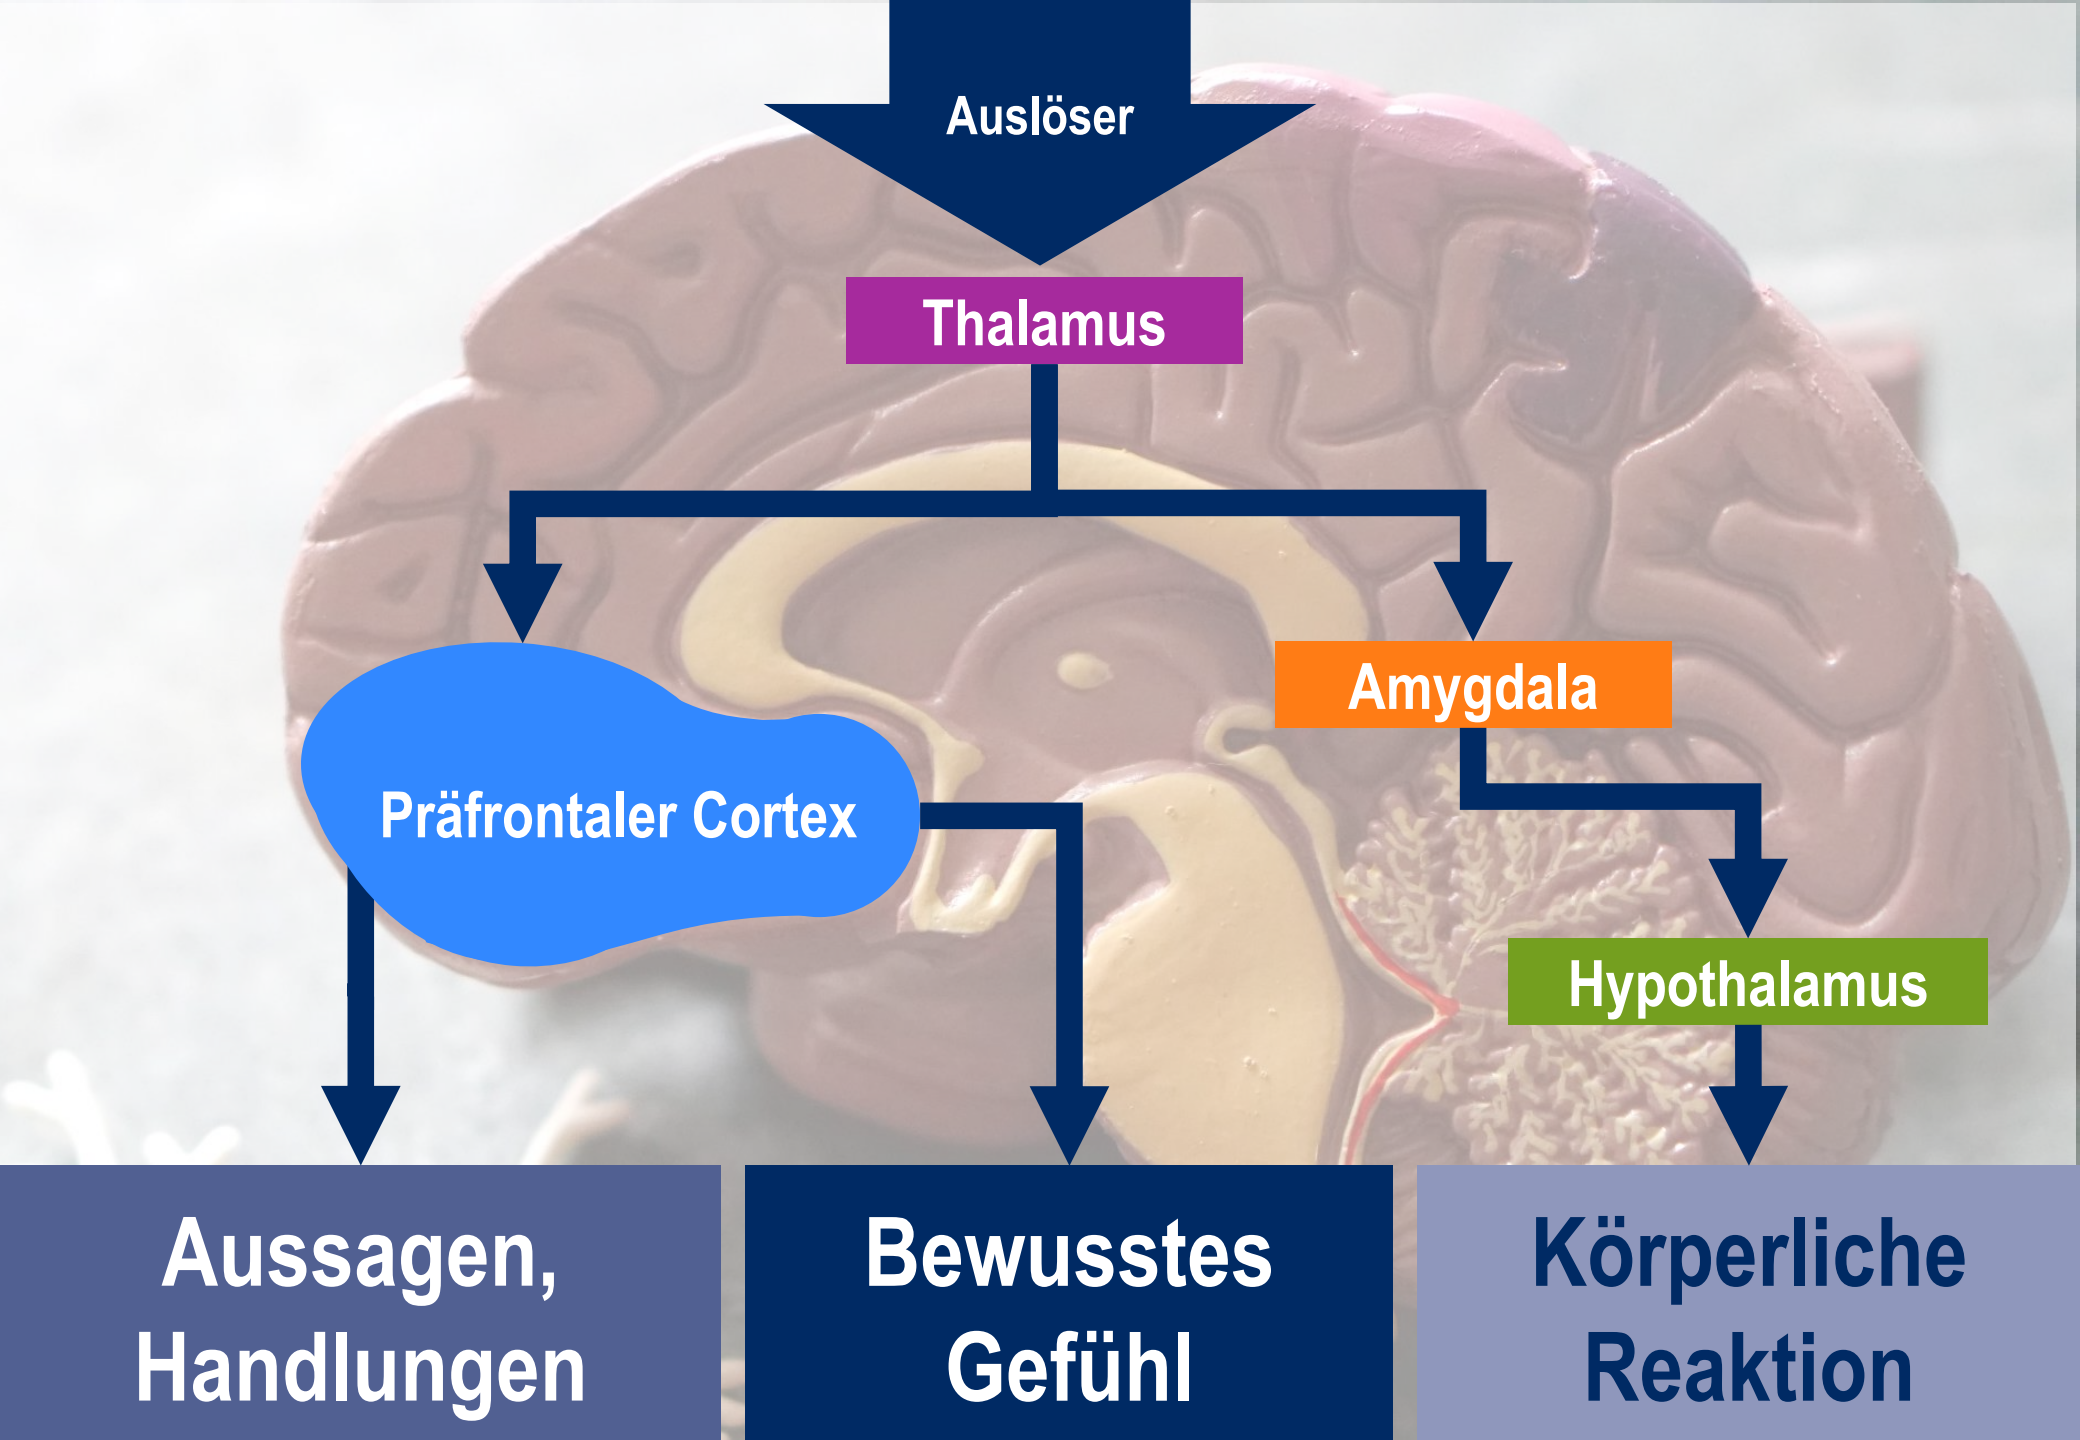 Auslöser
Thalamus
Amygdala
Präfrontaler Cortex
Hypothalamus
Aussagen,
Handlungen
Bewusstes
Gefühl
Körperliche
Reaktion